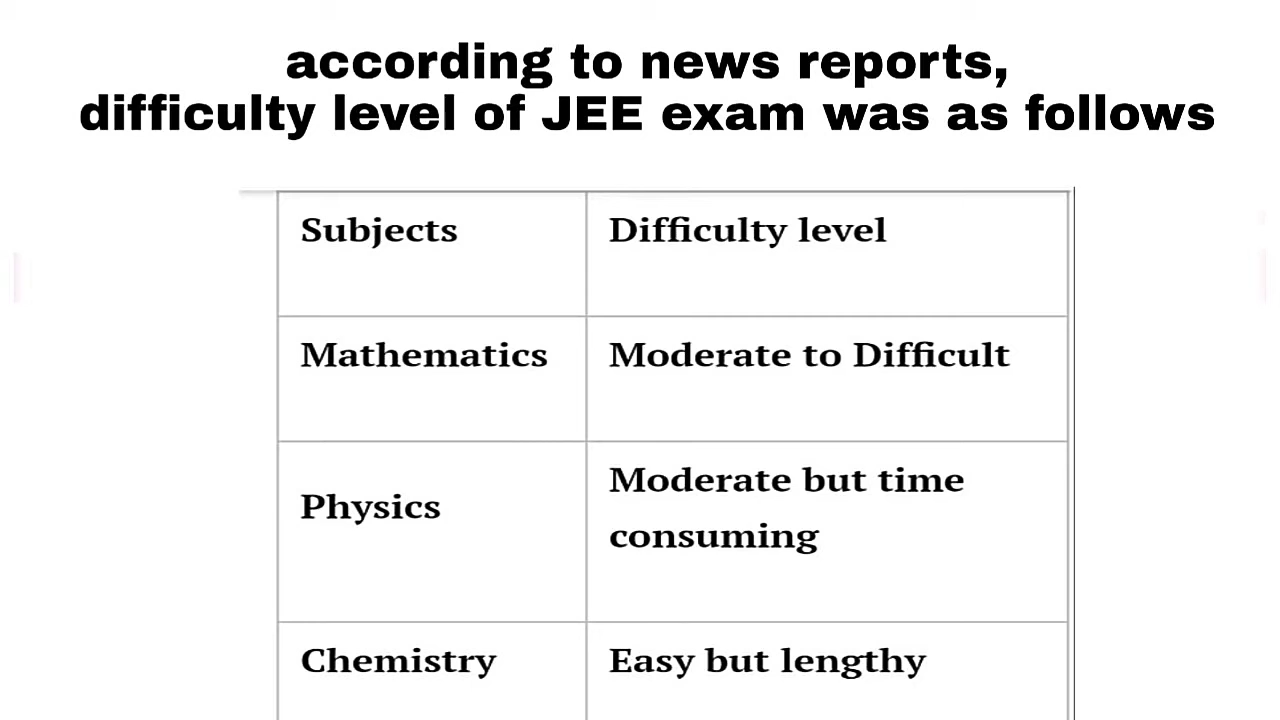 according to news reports,
difficulty level of JEE exam was as follows
Subjects Difficulty level
Mathematics Moderate to Difficult
Physics Moderate but time
consuming
Chemistry Easy but lengthy